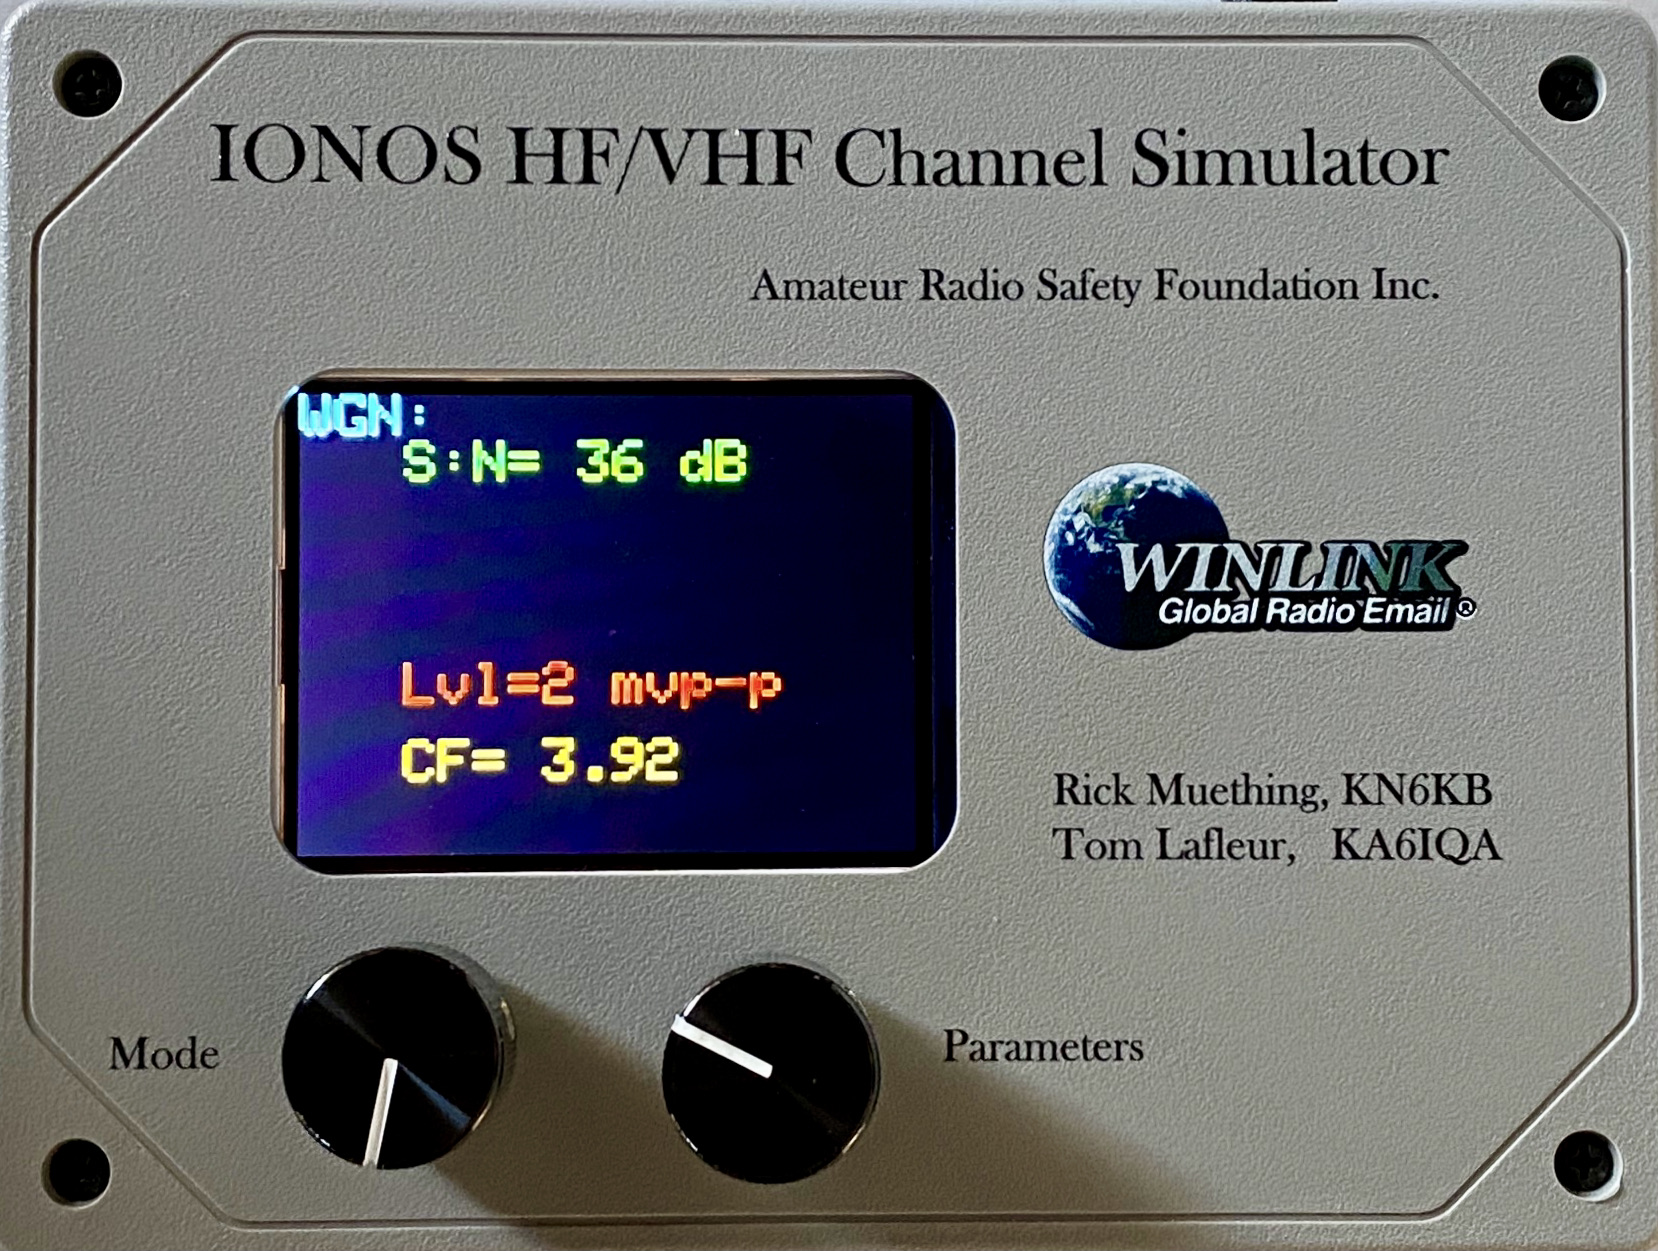 IONOS HF/VHF Channel Simulator
Amateur Radio Safety Foundation Inc.
WGN:
S:N= 36 dB
Lvl=2 mvp-p
CF= 3.92
WINLINK
Global Radio Email®
Rick Muething, KN6KB
Tom Lafleur, KA6IQA
Mode
Parameters